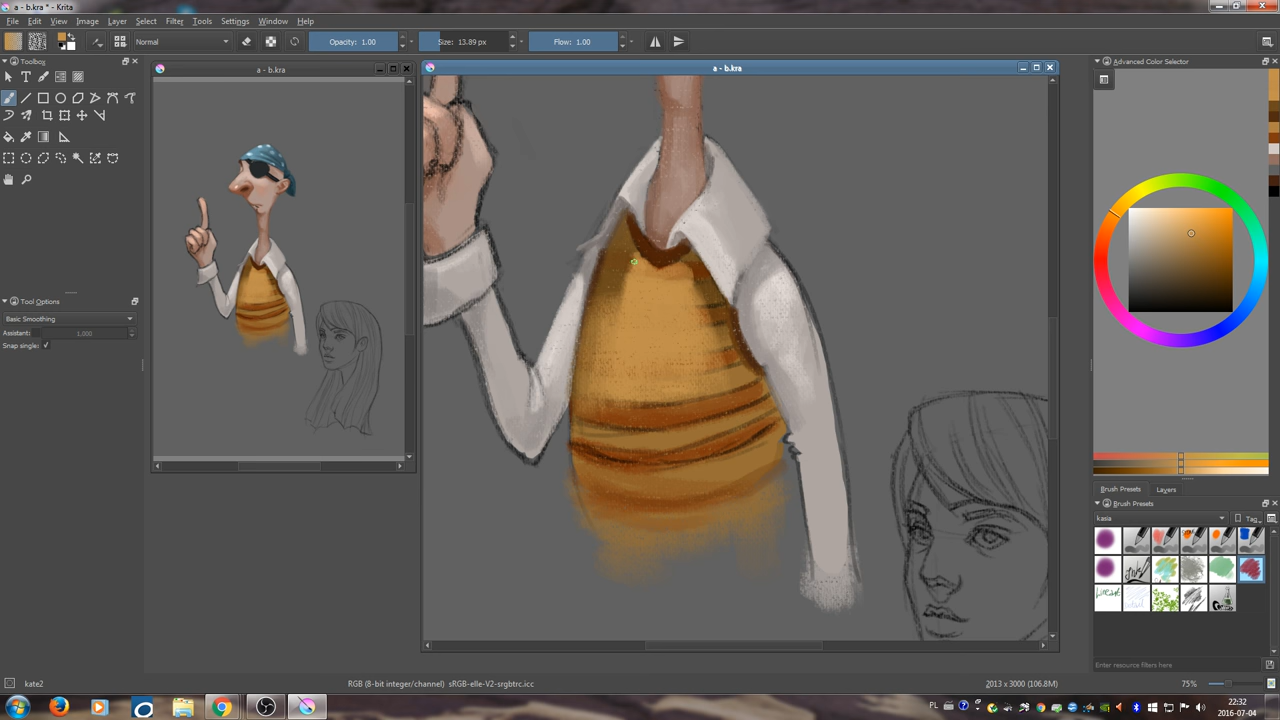 a - b.kra * - Krita
File Edit View Image Layer Select Filter Tools Settings Window Help
Normal Opacity: 1.00 Size: 13.89 px Flow: 1.00
Toolbox
a - b.kra
a - b.kra
Advanced Color Selector
Tool Options
Basic Smoothing
Assistant: 1,000
Snap single:
Brush Presets Layers
Brush Presets
kasia Tag
Enter resource filters here
kate2 RGB (8-bit integer/channel) sRGB-elle-V2-srgbtrc.icc 2013 x 3000 (106.8M) 75%
PL 22:32
2016-07-04